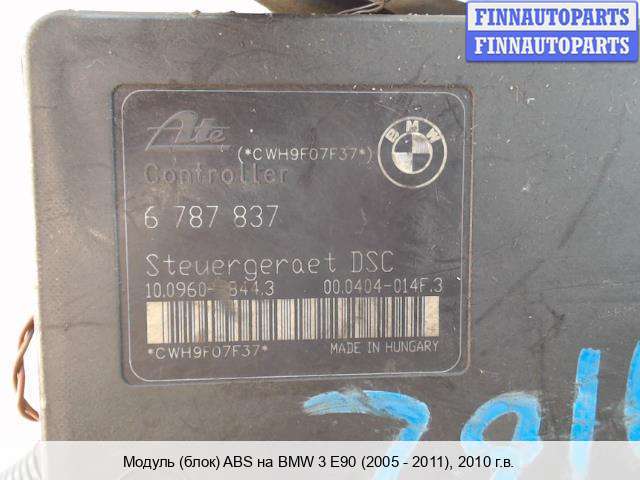 FINNAUTOPARTS
FINNAUTOPARTS
Ate
(*CWH9F07F37*)
BMW
Controller
6 787 837
Steuergeraet DSC
00.0404-014F.3
*CWH9F07F37*
MADE IN HUNGARY
Модуль (блок) ABS на BMW 3 E90 (2005 - 2011), 2010 г.в.